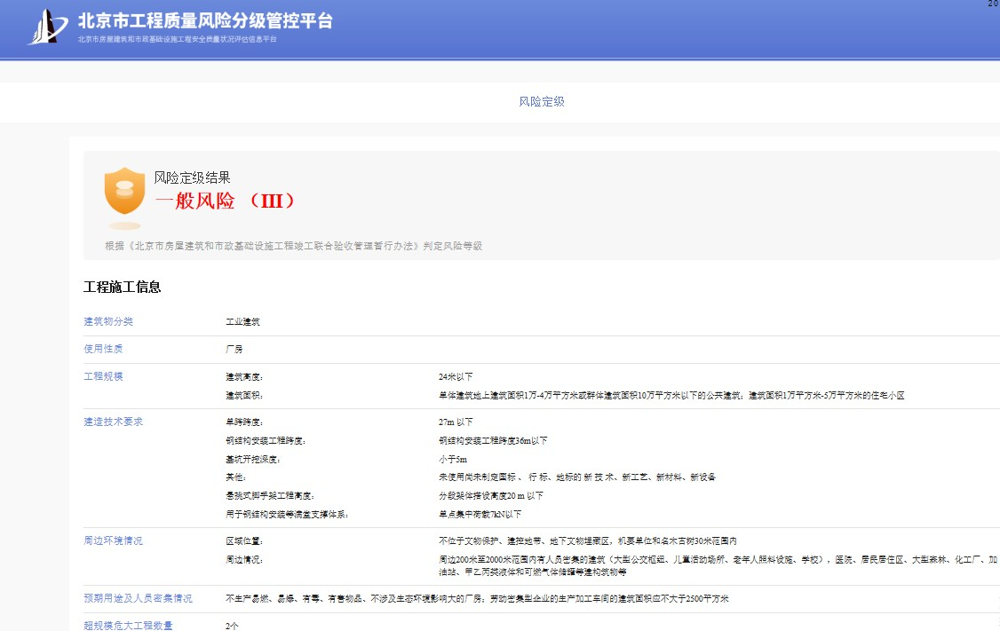 20
北京市工程质量风险分级管控平台
北京市房屋建筑和市政基础设施工程安全质量状况评估信息平台
风险定级
风险定级结果
一般风险 （III）
根据《北京市房屋建筑和市政基础设施工程竣工联合验收管理暂行办法》判定风险等级
工程施工信息
建筑物分类 工业建筑
使用性质 厂房
工程规模 建筑高度: 24米以下
建筑面积: 单体建筑地上建筑面积1万-4万平方米或群体建筑面积10万平方米以下的公共建筑；建筑面积1万平方米-5万平方米的住宅小区
建造技术要求 单跨跨度: 27m 以下
钢结构安装工程跨度: 钢结构安装工程跨度36m以下
基坑开挖深度: 小于5m
其他: 未使用尚未制定国标 、 行 标、地标的 新 技 术、新工艺、新材料、新设备
悬挑式脚手架工程高度: 分段架体搭设高度20 m 以下
用于钢结构安装等满堂支撑体系: 单点集中荷载7kN以下
周边环境情况 区域位置: 不位于文物保护、建控地带、地下文物埋藏区，机要单位和名木古树30米范围内
周边情况: 周边200米至2000米范围内有人员密集的建筑（大型公交枢纽、儿童活动场所、老年人照料设施、学校），医院、居民居住区、大型森林、化工厂、加
油站、甲乙丙类液体和可燃气体储罐等建构筑物等
预期用途及人员密集情况 不生产易燃、易爆、有毒、有害物品、不涉及生态环境影响大的厂房；劳动密集型企业的生产加工车间的建筑面积应不大于2500平方米
超规模危大工程数量 2个